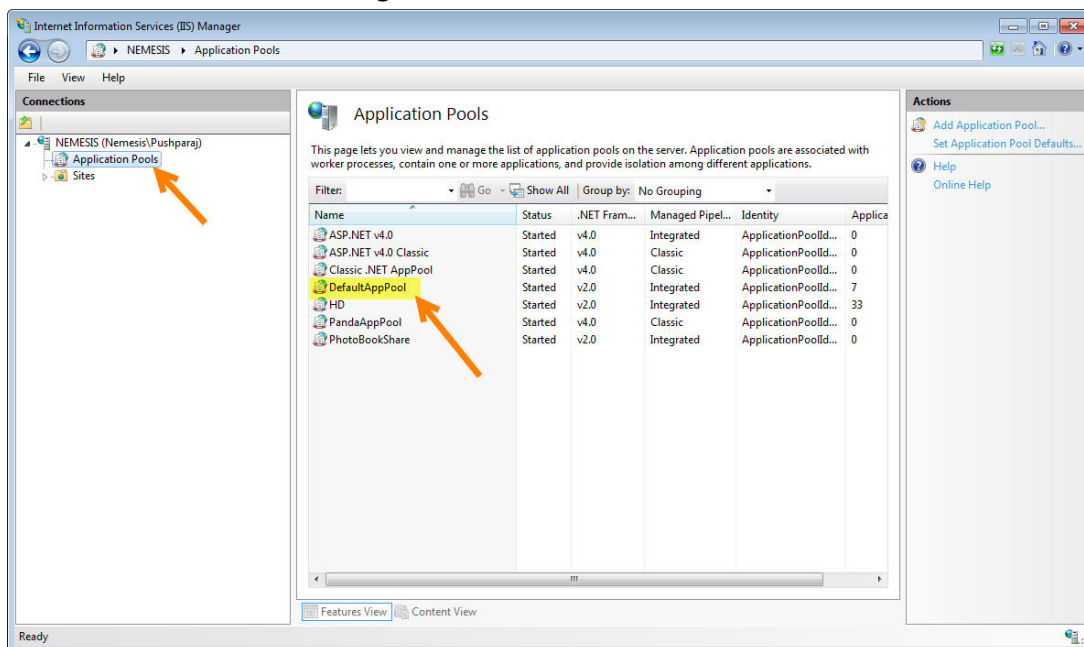 Internet Information Services (IIS) Manager
NEMESIS Application Pools
File View Help
Connections
NEMESIS (Nemesis\Pushparaj)
Application Pools
Sites
Application Pools
This page lets you view and manage the list of application pools on the server. Application pools are associated with
worker processes, contain one or more applications, and provide isolation among different applications.
Filter: Go Show All Group by: No Grouping
Name Status .NET Fram... Managed Pipel... Identity Applica
ASP.NET v4.0 Started v4.0 Integrated ApplicationPoolId... 0
ASP.NET v4.0 Classic Started v4.0 Classic ApplicationPoolId... 0
Classic .NET AppPool Started v4.0 Classic ApplicationPoolId... 0
DefaultAppPool Started v2.0 Integrated ApplicationPoolId... 7
HD Started v2.0 Integrated ApplicationPoolId... 33
PandaAppPool Started v4.0 Classic ApplicationPoolId... 0
PhotoBookShare Started v2.0 Integrated ApplicationPoolId... 0
Features View Content View
Actions
Add Application Pool...
Set Application Pool Defaults...
Help
Online Help
Ready